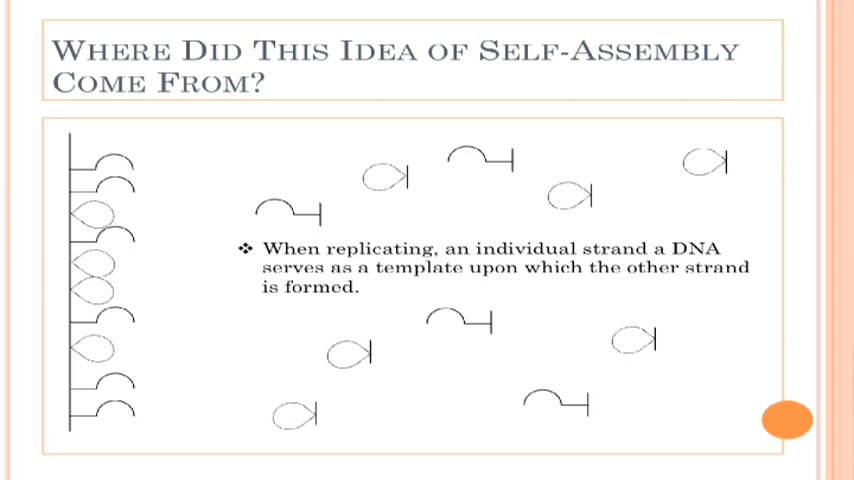 WHERE DID THIS IDEA OF SELF-ASSEMBLY
COME FROM?
❖ When replicating, an individual strand a DNA
serves as a template upon which the other strand
is formed.